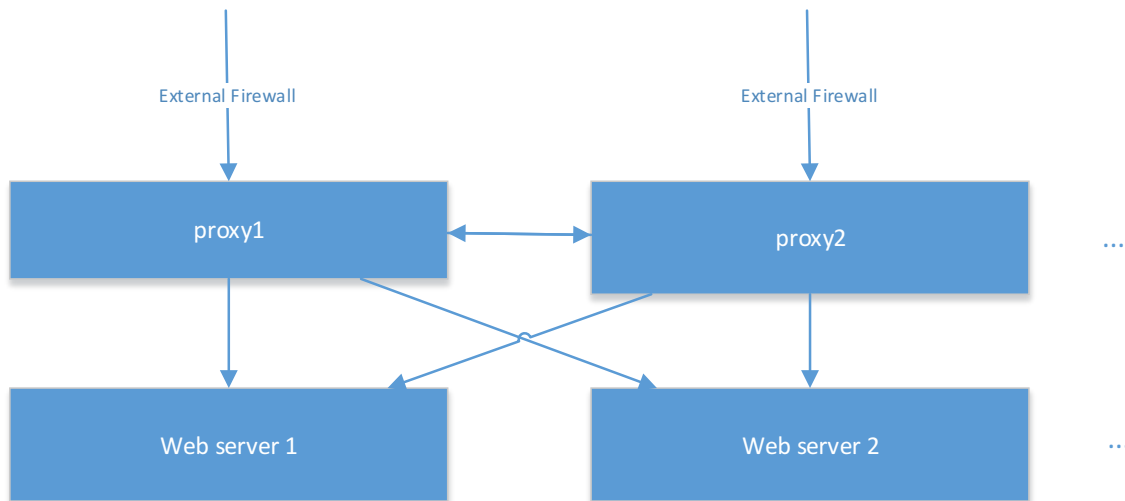 External Firewall
External Firewall
proxy1
proxy2
...
Web server 1
Web server 2
...